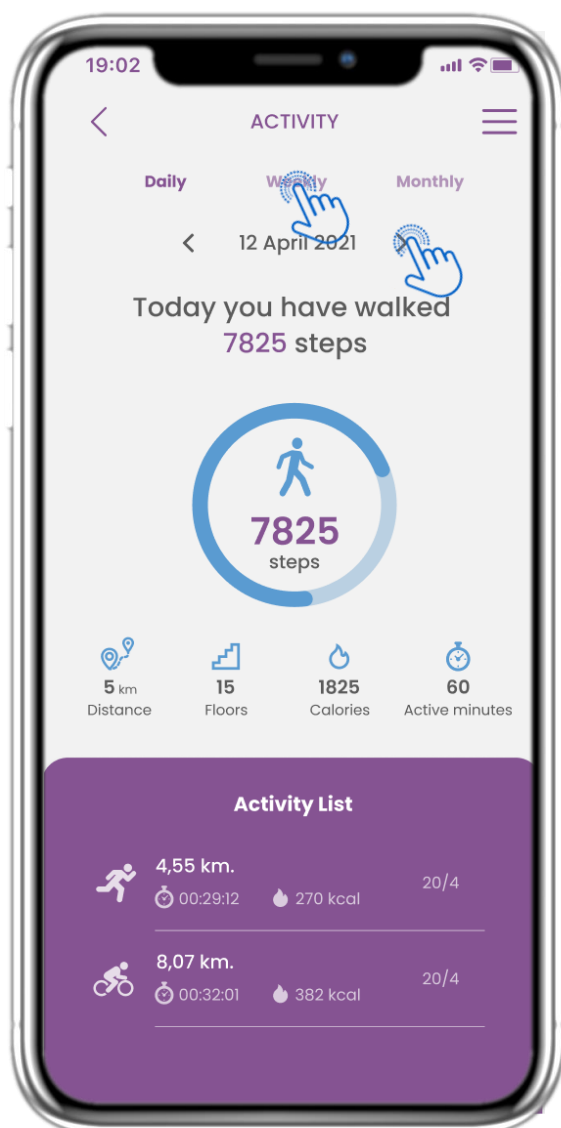 19:02
ACTIVITY
Daily Weekly Monthly
12 April 2021
Today you have walked
7825 steps
7825
steps
5 km 15 1825 60
Distance Floors Calories Active minutes
Activity List
4,55 km.
20/4
00:29:12 270 kcal
8,07 km.
20/4
00:32:01 382 kcal